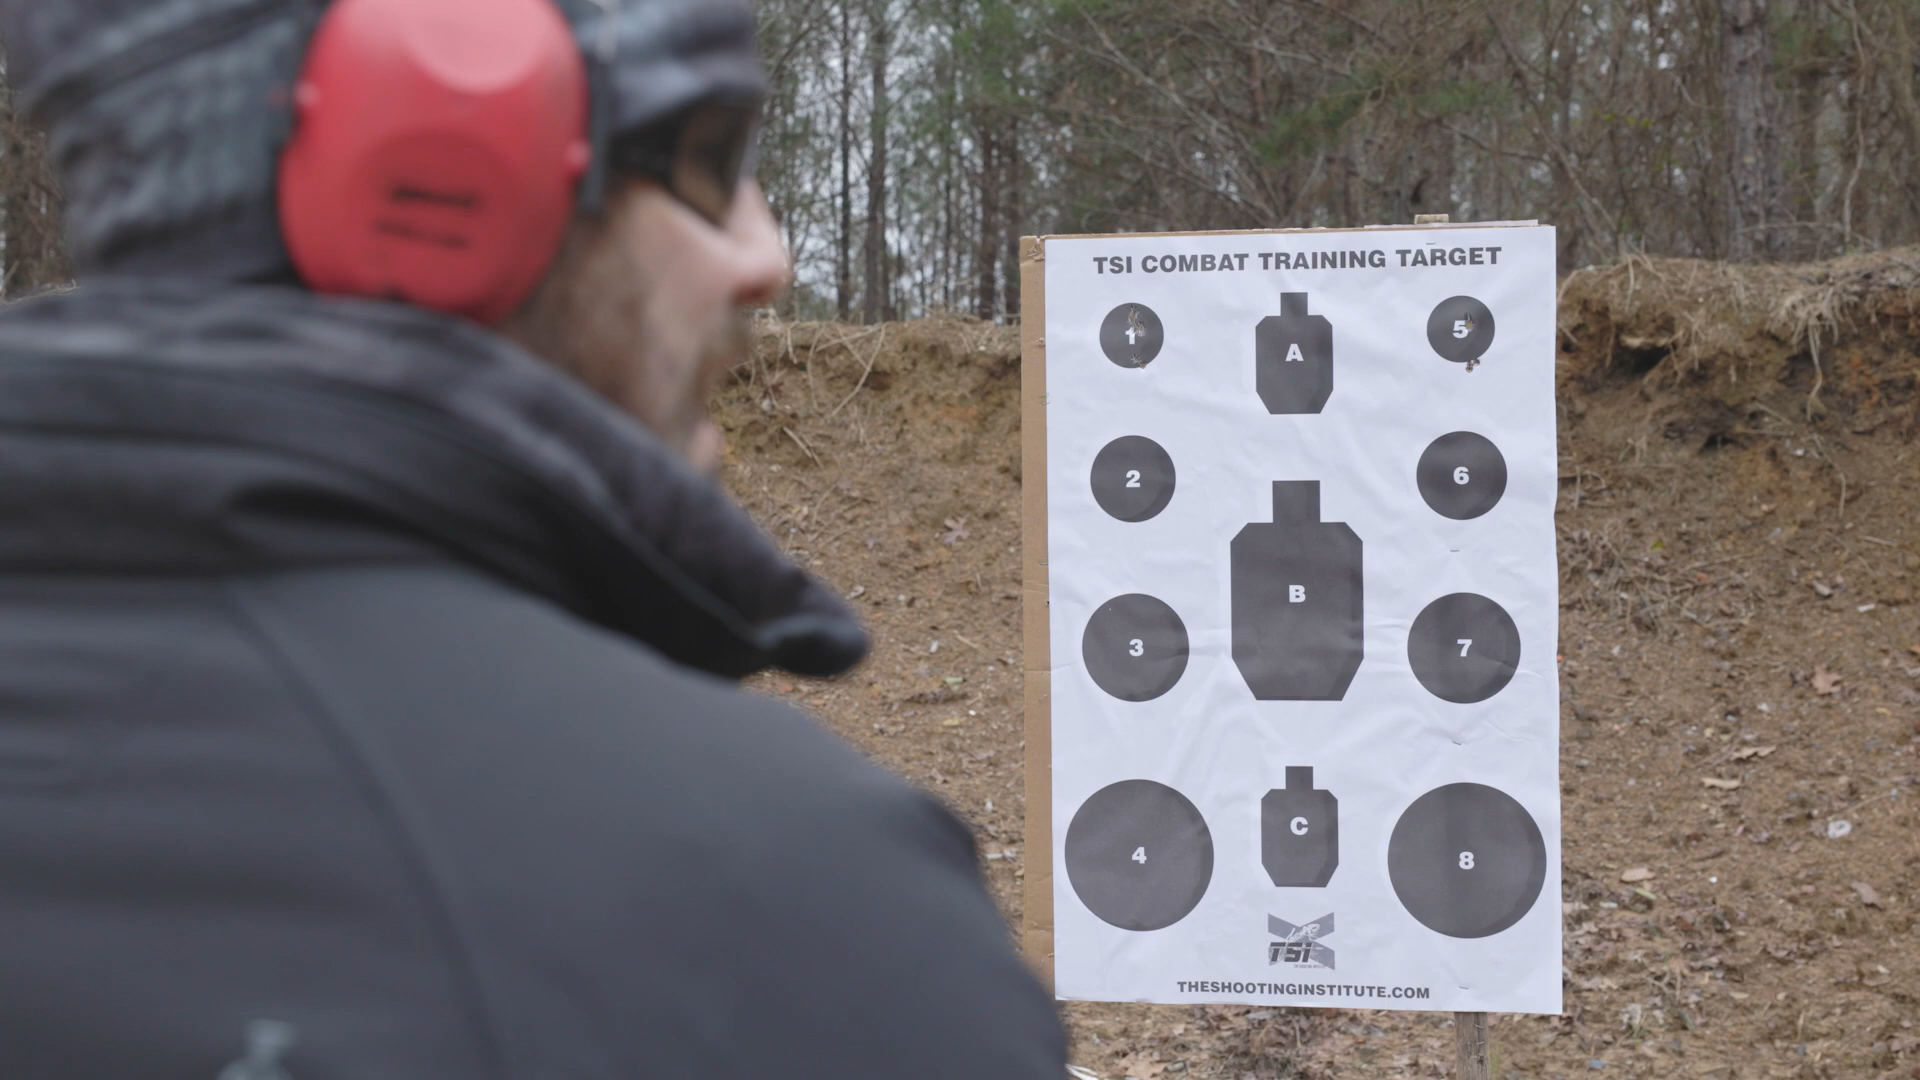 TSI COMBAT TRAINING TARGET
1 A 5
2 6
B
3 7
C
4 8
TSI
THESHOOTINGINSTITUTE.COM